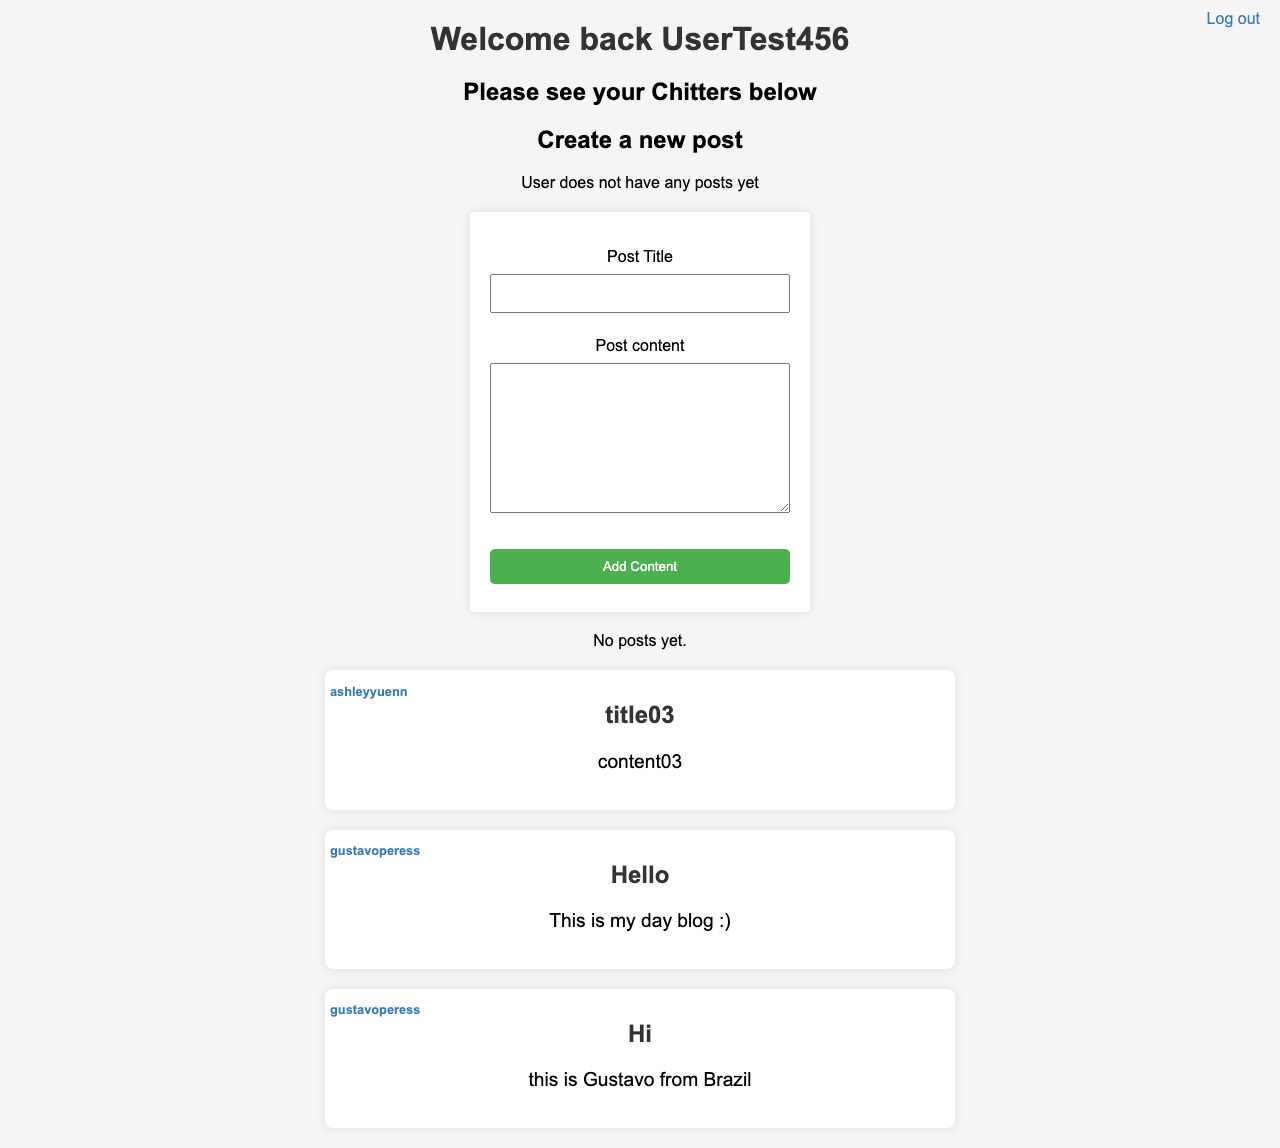 Log out
Welcome back UserTest456
Please see your Chitters below
Create a new post
User does not have any posts yet
Post Title
Post content
Add Content
No posts yet.
ashleyyuenn
title03
content03
gustavoperess
Hello
This is my day blog :)
gustavoperess
Hi
this is Gustavo from Brazil